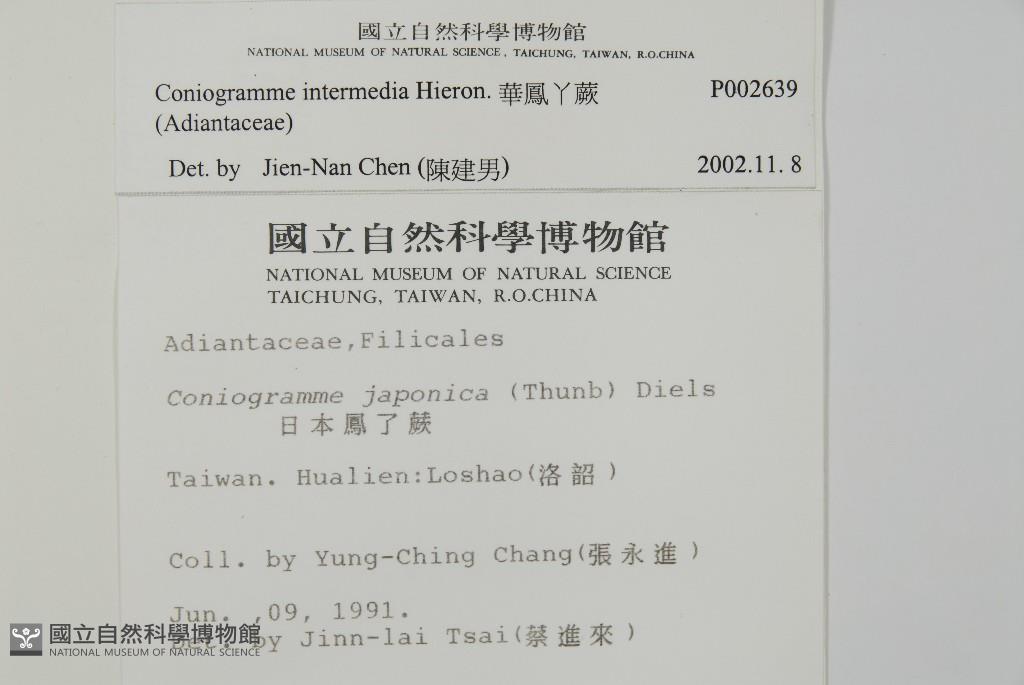 國立自然科學博物館
NATIONAL MUSEUM OF NATURAL SCIENCE, TAICHUNG, TAIWAN, R.O.CHINA
Coniogramme intermedia Hieron. 華鳳丫蕨 P002639
(Adiantaceae)
Det. by Jien-Nan Chen (陳建男) 2002.11. 8
國立自然科學博物館
NATIONAL MUSEUM OF NATURAL SCIENCE
TAICHUNG, TAIWAN, R.O.CHINA
Adiantaceae,Filicales
Coniogramme japonica (Thunb) Diels
日本鳳了蕨
Taiwan. Hualien:Loshao(洛韶)
Coll. by Yung-Ching Chang(張永進)
Jun. ,09, 1991.
Det. by Jinn-lai Tsai(蔡進來)
國立自然科學博物館
NATIONAL MUSEUM OF NATURAL SCIENCE